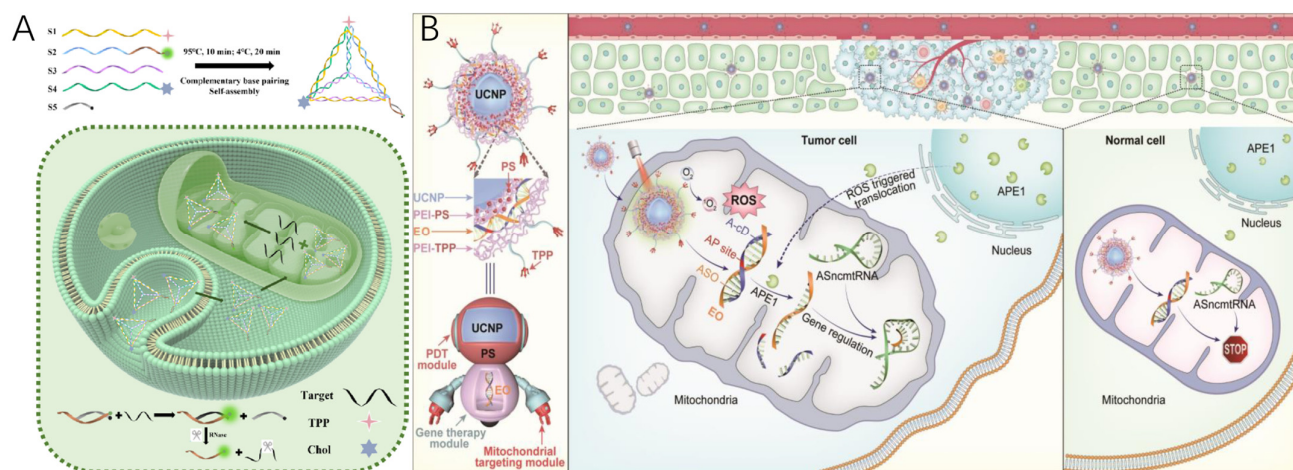 A
S1
S2
S3
S4
S5
95°C, 10 min; 4°C, 20 min
Complementary base pairing
Self-assembly
Target
TPP
Chol
RNase
B
UCNP
PS
UCNP
PEI-PS
EO
PEI-TPP
TPP
UCNP
PS
PDT
module
EO
Gene therapy
module
Mitochondrial
targeting module
Tumor cell
O₂
¹O₂
ROS
A-cD
AP site
ASO
EO
APE1
ROS triggered
translocation
APE1
Nucleus
ASncmtRNA
Gene regulation
Mitochondria
Normal cell
APE1
Nucleus
ASncmtRNA
STOP
Mitochondria